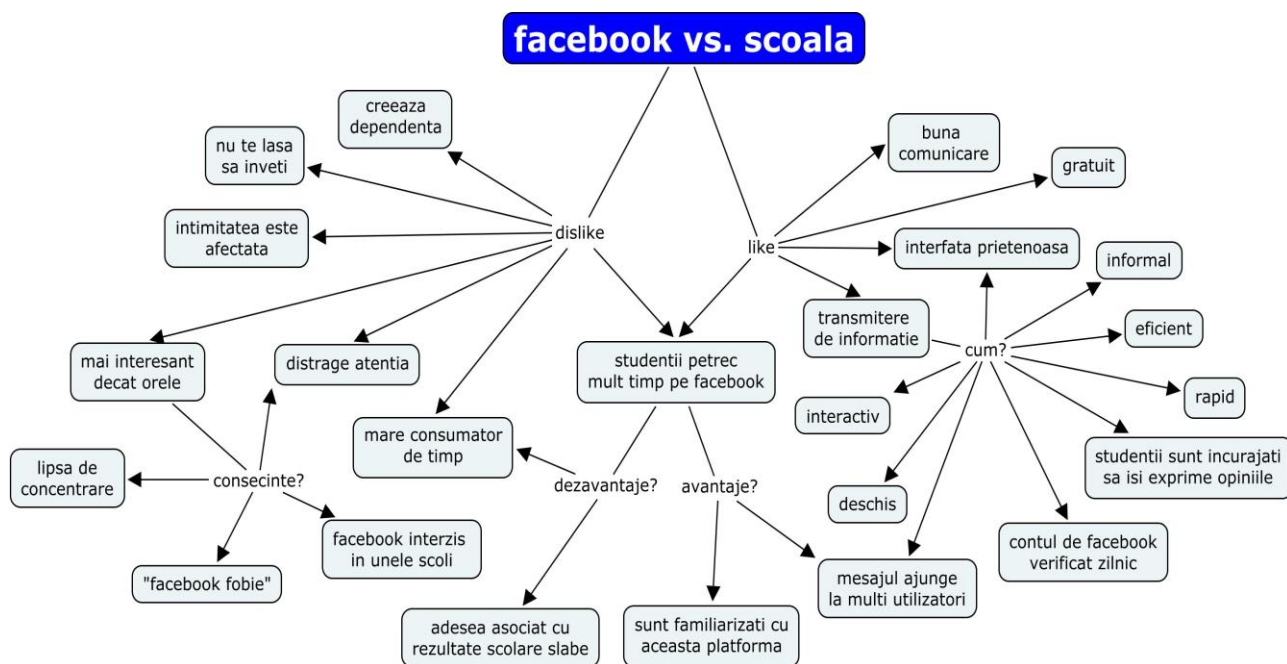 facebook vs. scoala
creeaza
dependenta
nu te lasa
sa inveti
intimitatea este
afectata
dislike
buna
comunicare
gratuit
like
interfata prietenoasa
informal
transmitere
de informatie
eficient
cum?
rapid
interactiv
studentii sunt incurajati
sa isi exprime opiniile
deschis
contul de facebook
verificat zilnic
mesajul ajunge
la multi utilizatori
mai interesant
decat orele
distrage atentia
studentii petrec
mult timp pe facebook
mare consumator
de timp
lipsa de
concentrare
consecinte?
dezavantaje?
avantaje?
facebook interzis
in unele scoli
"facebook fobie"
adesea asociat cu
rezultate scolare slabe
sunt familiarizati cu
aceasta platforma